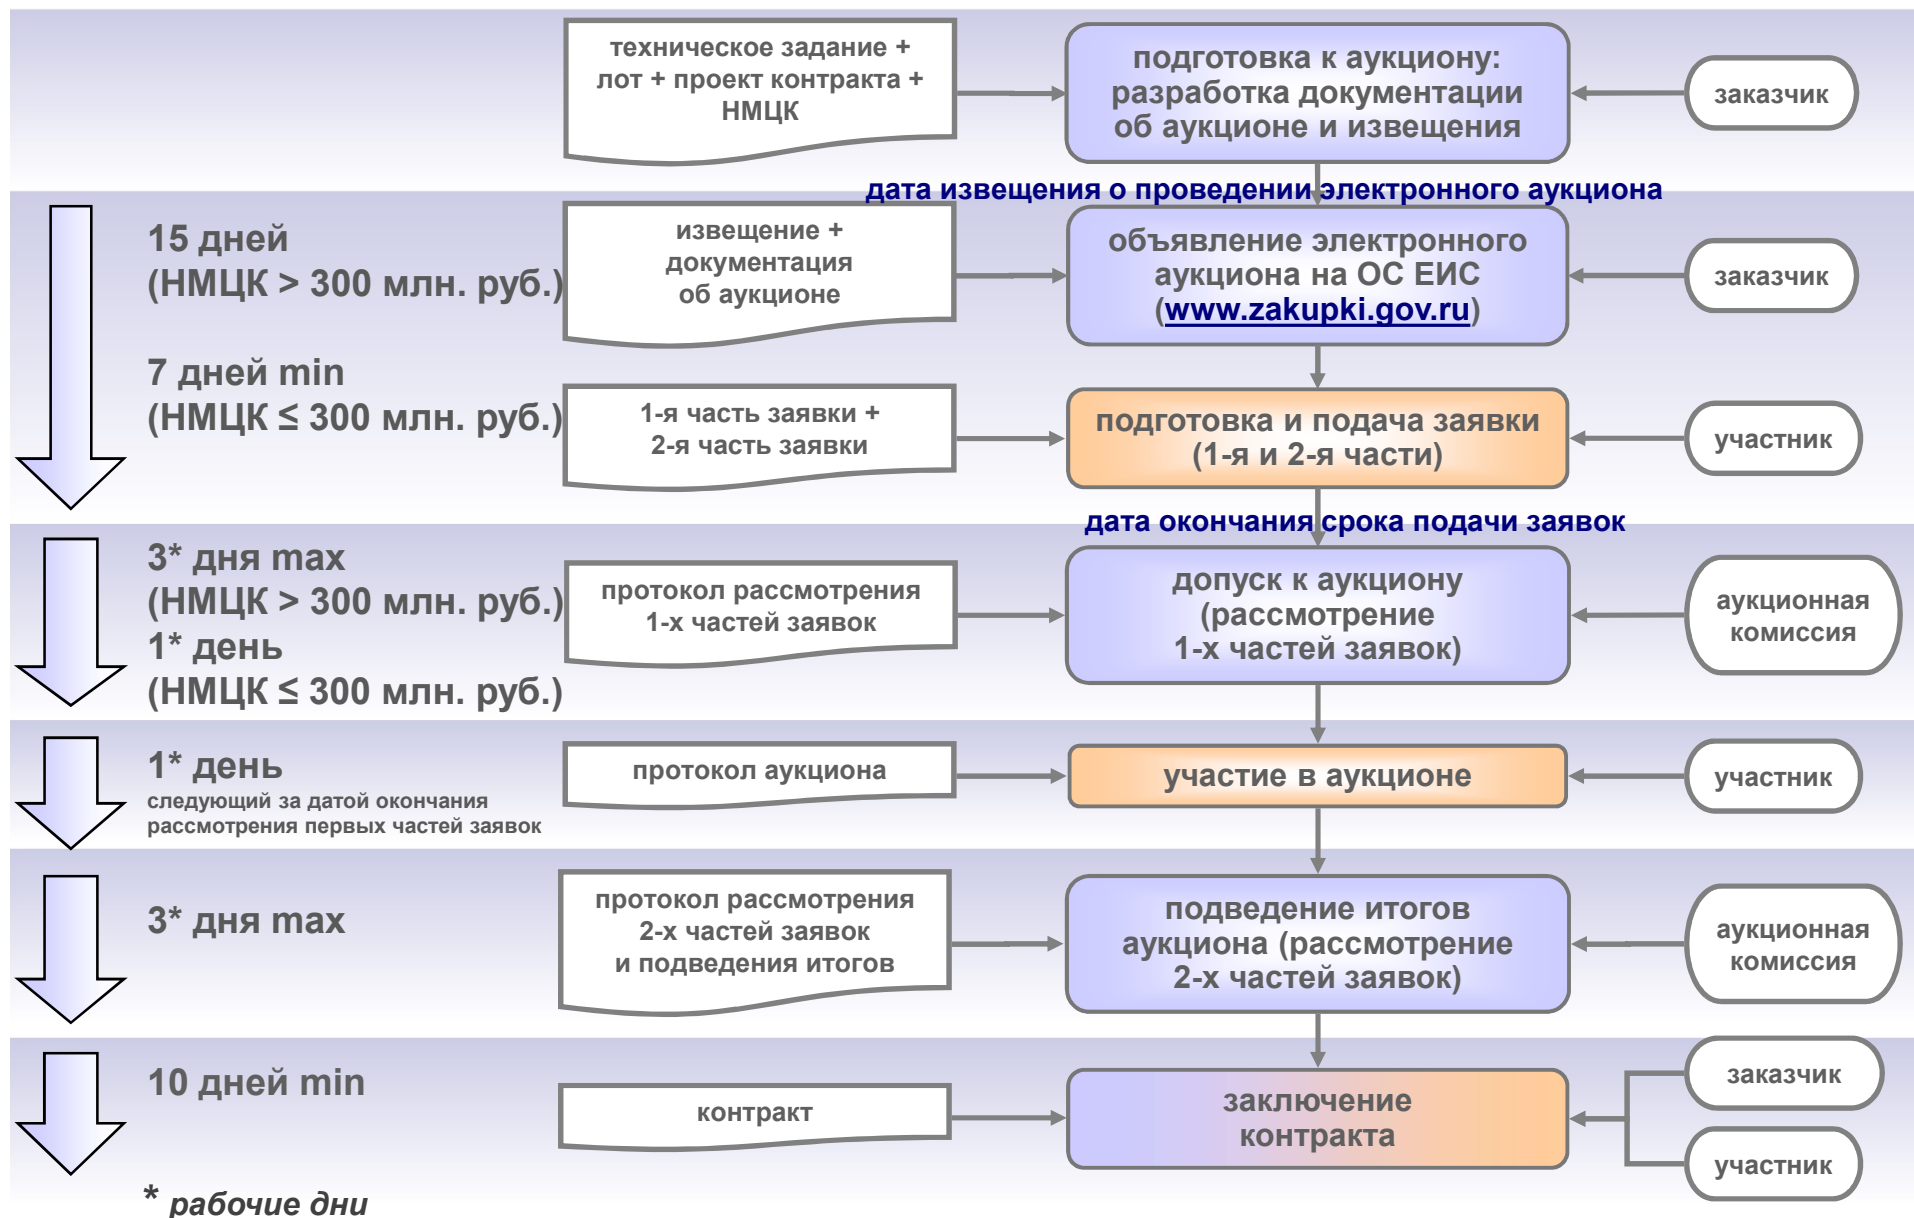 техническое задание +
лот + проект контракта +
НМЦК
подготовка к аукциону:
разработка документации
об аукционе и извещения
заказчик
дата извещения о проведении электронного аукциона
15 дней
(НМЦК > 300 млн. руб.)
7 дней min
(НМЦК ≤ 300 млн. руб.)
извещение +
документация
об аукционе
объявление электронного
аукциона на ОС ЕИС
(www.zakupki.gov.ru)
заказчик
1-я часть заявки +
2-я часть заявки
подготовка и подача заявки
(1-я и 2-я части)
участник
дата окончания срока подачи заявок
3* дня max
(НМЦК > 300 млн. руб.)
1* день
(НМЦК ≤ 300 млн. руб.)
протокол рассмотрения
1-х частей заявок
допуск к аукциону
(рассмотрение
1-х частей заявок)
аукционная
комиссия
1* день
следующий за датой окончания
рассмотрения первых частей заявок
протокол аукциона
участие в аукционе
участник
3* дня max
протокол рассмотрения
2-х частей заявок
и подведения итогов
подведение итогов
аукциона (рассмотрение
2-х частей заявок)
аукционная
комиссия
10 дней min
контракт
заключение
контракта
заказчик
участник
* рабочие дни